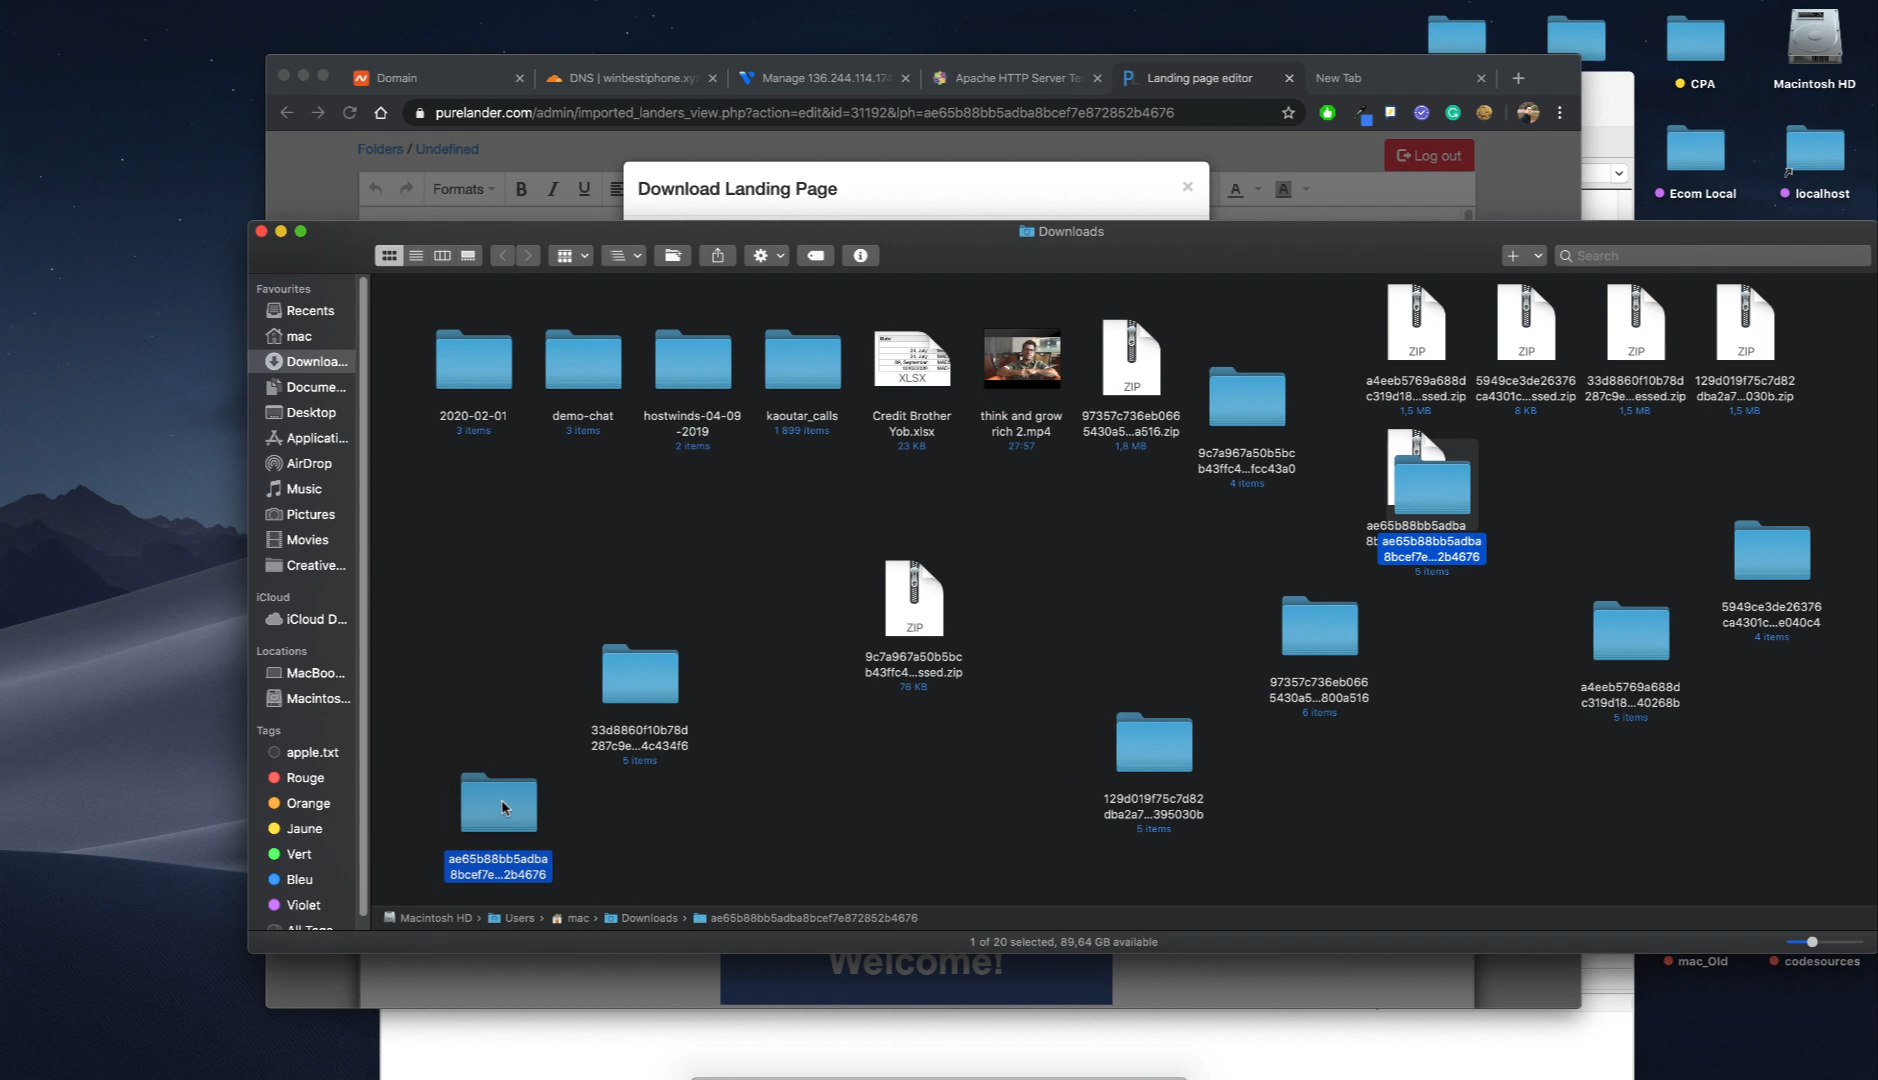 CPA
Macintosh HD
Domain
DNS | winbestiphone.xy
Manage 136.244.114.174
Apache HTTP Server Te
Landing page editor
New Tab
purelander.com/admin/imported_landers_view.php?action=edit&id=31192&lph=ae65b88bb5adba8bcef7e872852b4676
Folders / Undefined
Log out
Ecom Local
localhost
Formats
B I U
A
A
Download Landing Page
Downloads
Search
Favourites
Recents
mac
Downloa...
Docume...
Desktop
Applicati...
AirDrop
Music
Pictures
Movies
Creative...
iCloud
iCloud D...
Locations
MacBoo...
Macintos...
Tags
apple.txt
Rouge
Orange
Jaune
Vert
Bleu
Violet
All Tags
2020-02-01
3 items
demo-chat
3 items
hostwinds-04-09
-2019
2 items
kaoutar_calls
1 899 items
XLSX
Credit Brother
Yob.xlsx
23 KB
think and grow
rich 2.mp4
27:57
ZIP
97357c736eb066
5430a5...a516.zip
1,8 MB
9c7a967a50b5bc
b43ffc4...fcc43a0
4 items
ZIP
a4eeb5769a688d
c319d18...ssed.zip
1,5 MB
ZIP
5949ce3de26376
ca4301c...ssed.zip
8 KB
ZIP
33d8860f10b78d
287c9e...essed.zip
1,5 MB
ZIP
129d019f75c7d82
dba2a7...030b.zip
1,5 MB
ae65b88bb5adba
8b
ae65b88bb5adba
8bcef7e...2b4676
5 items
5949ce3de26376
ca4301c...e040c4
4 items
ZIP
9c7a967a50b5bc
b43ffc4...ssed.zip
76 KB
97357c736eb066
5430a5...800a516
6 items
a4eeb5769a688d
c319d18...40268b
5 items
33d8860f10b78d
287c9e...4c434f6
5 items
129d019f75c7d82
dba2a7...395030b
5 items
ae65b88bb5adba
8bcef7e...2b4676
Macintosh HD › Users › mac › Downloads › ae65b88bb5adba8bcef7e872852b4676
1 of 20 selected, 89,64 GB available
Welcome!
mac_Old
codesources